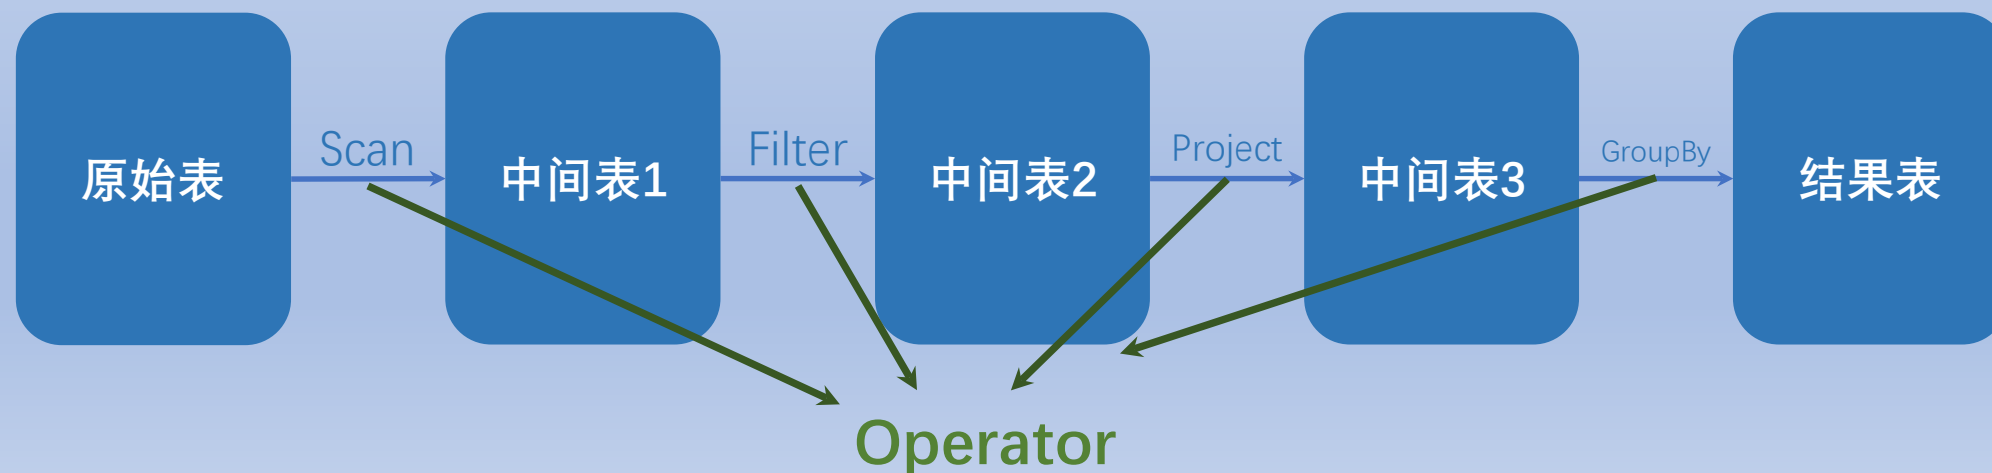 原始表
Scan
中间表1
Filter
中间表2
Project
中间表3
GroupBy
结果表
Operator